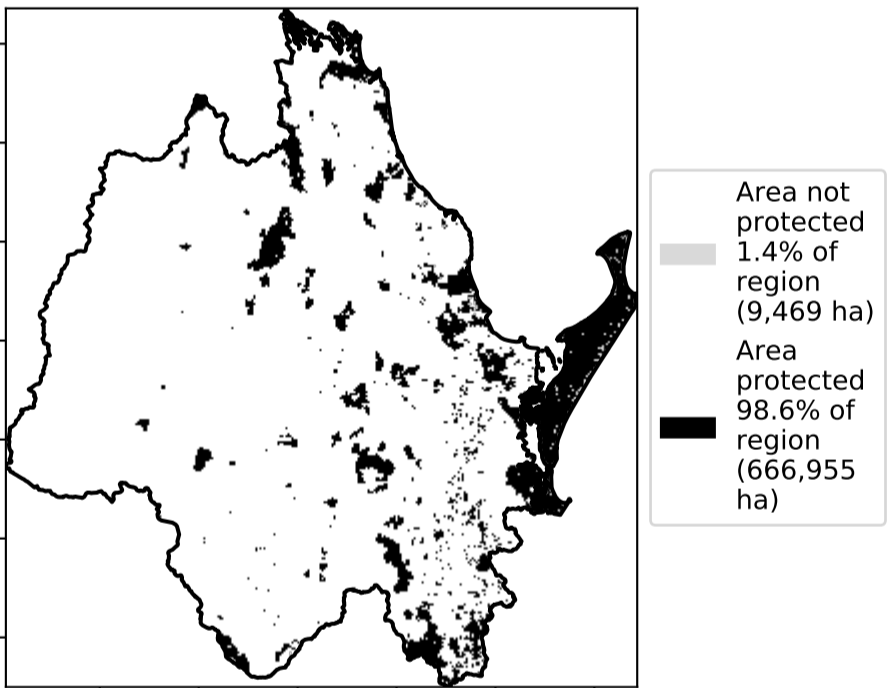 Area not
protected
1.4% of
region
(9,469 ha)
Area
protected
98.6% of
region
(666,955
ha)